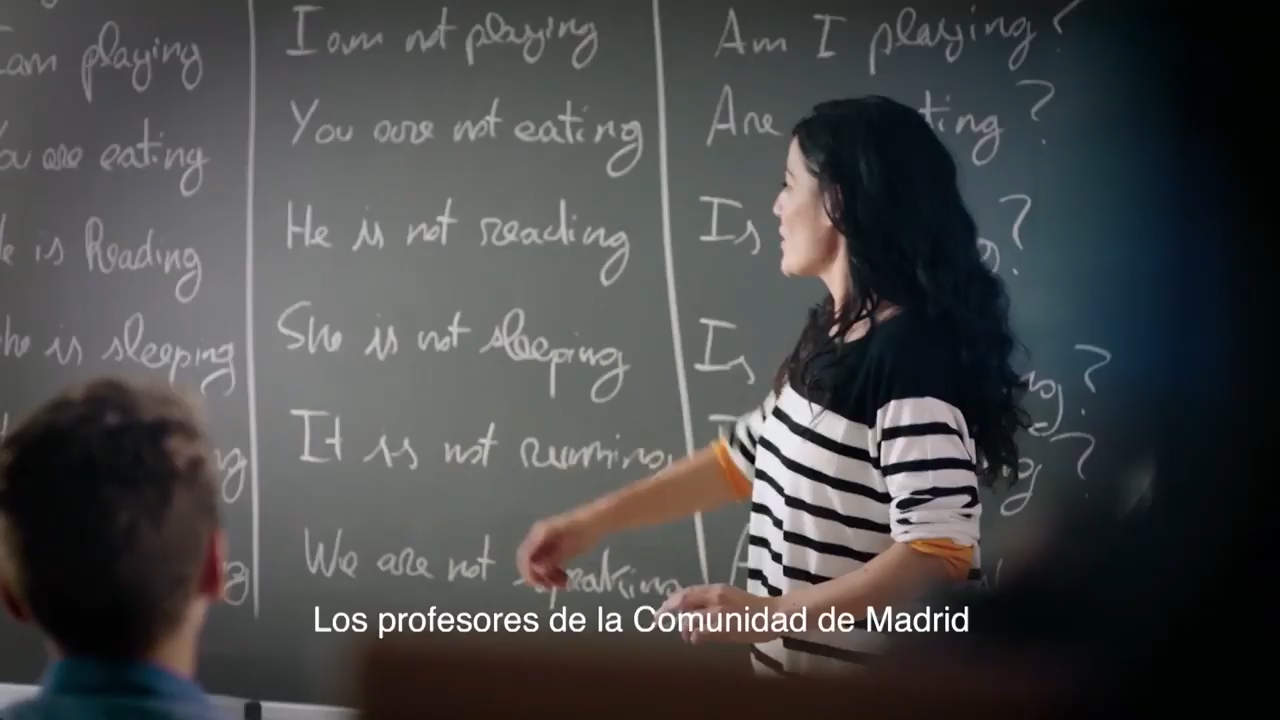 I am not playing Am I playing?
am playing
You are not eating Are ting?
are eating
He is not reading Is ?
is Reading
She is not sleeping Is ?
he is sleeping
It is not running ?
We are not speaking
Los profesores de la Comunidad de Madrid